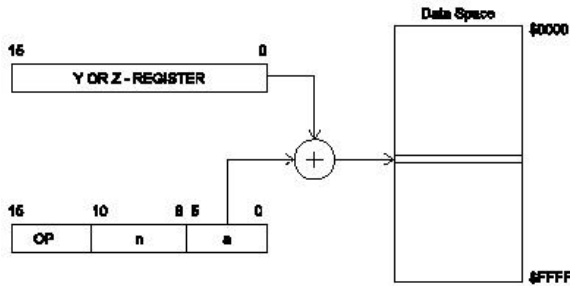 Data Space
15 0 $0000
Y OR Z - REGISTER
+
15 10 6 5 0
OP n a
$FFFF